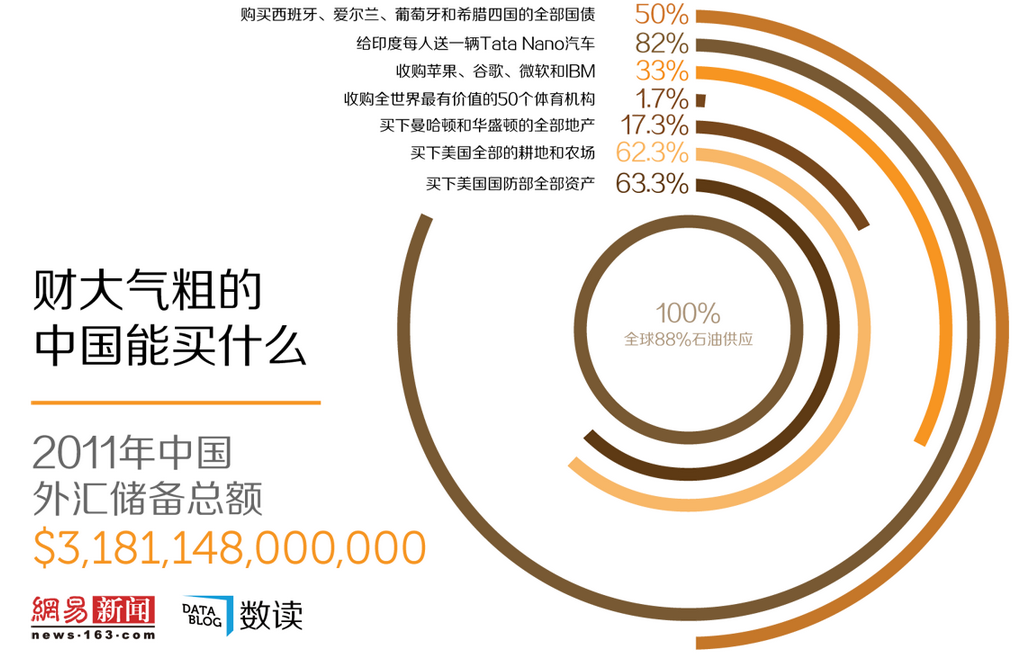 购买西班牙、爱尔兰、葡萄牙和希腊四国的全部国债 50%
给印度每人送一辆Tata Nano汽车 82%
收购苹果、谷歌、微软和IBM 33%
收购全世界最有价值的50个体育机构 1.7%
买下曼哈顿和华盛顿的全部地产 17.3%
买下美国全部的耕地和农场 62.3%
买下美国国防部全部资产 63.3%
100%
全球88%石油供应
财大气粗的
中国能买什么
2011年中国
外汇储备总额
$3,181,148,000,000
網易新闻
news·163·com
DATA
BLOG
数读